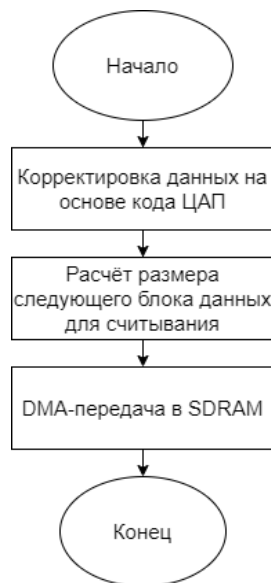 Начало
Корректировка данных на
основе кода ЦАП
Расчёт размера
следующего блока данных
для считывания
DMA-передача в SDRAM
Конец